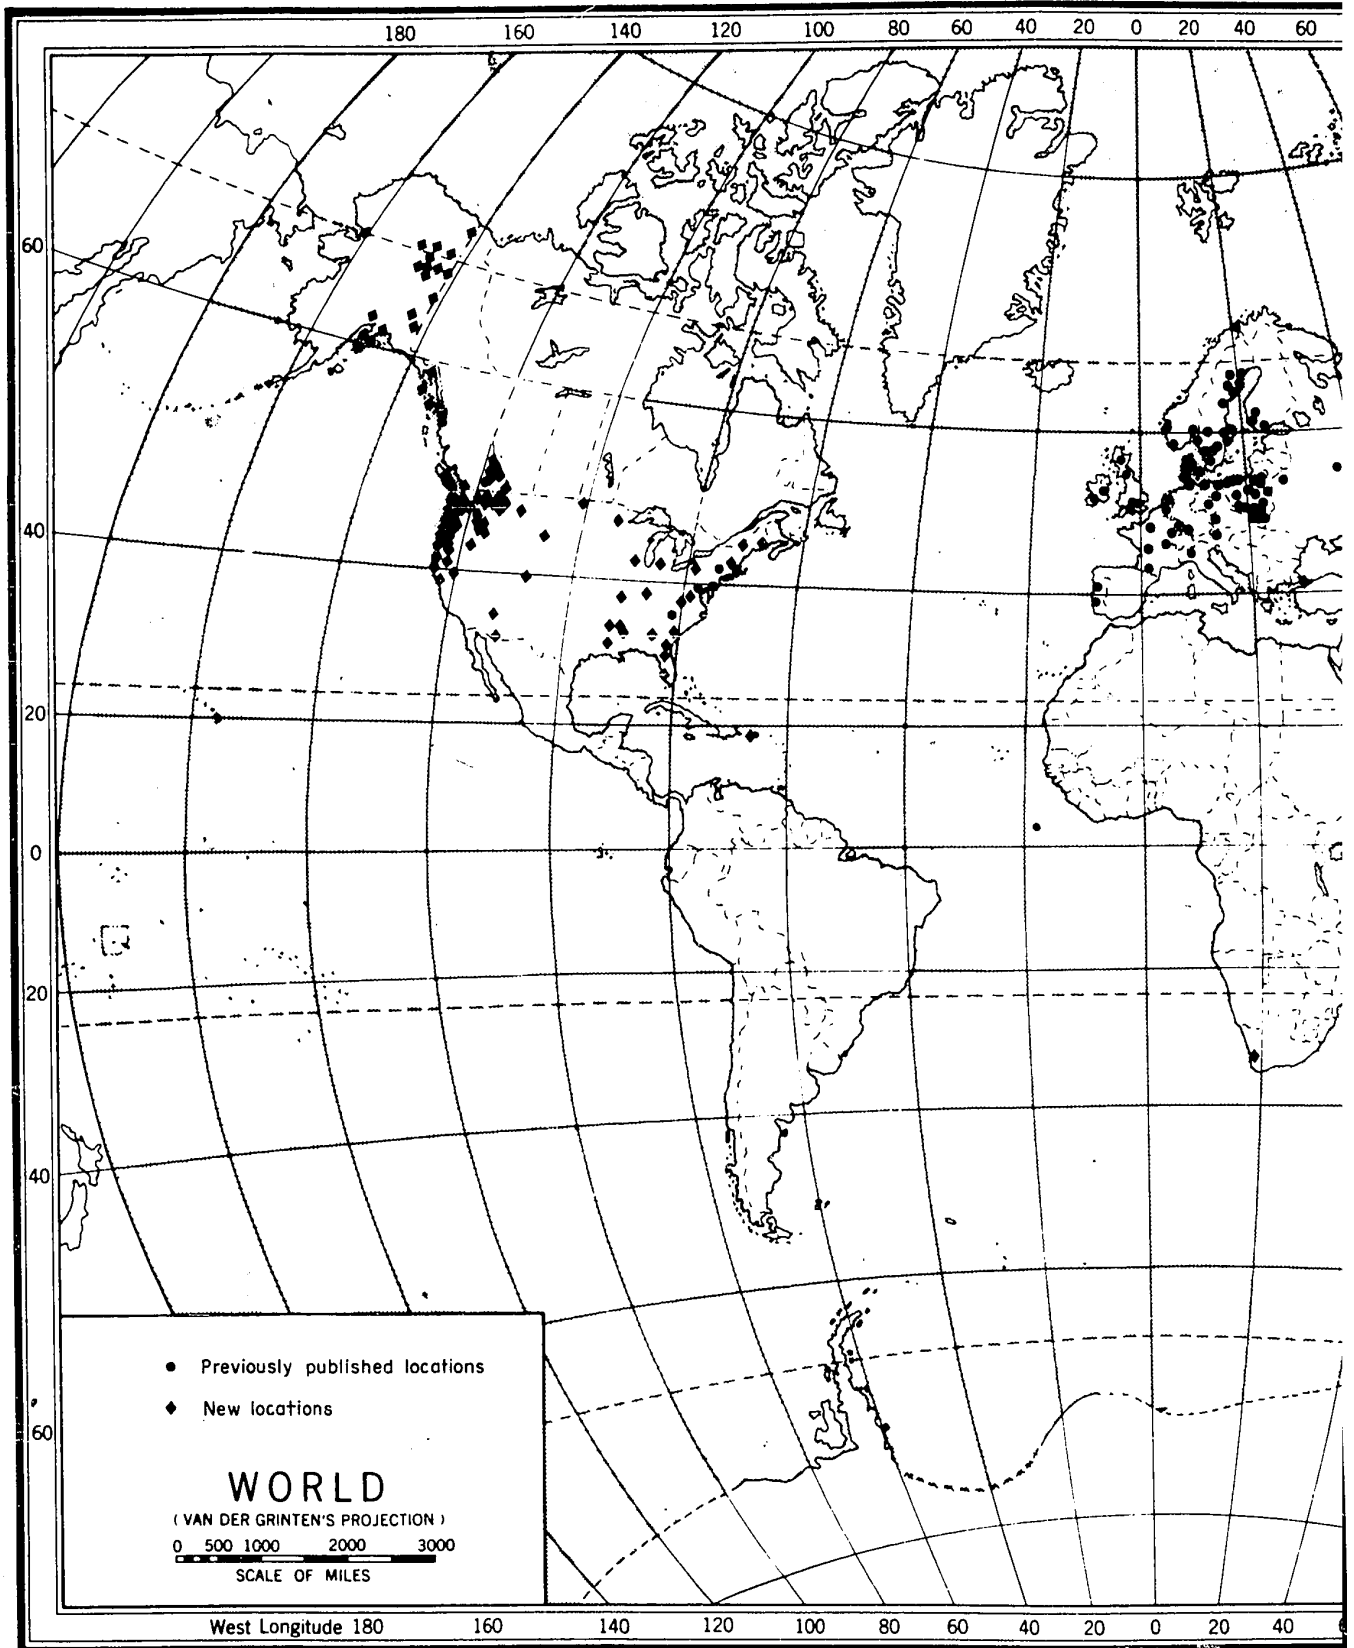 180 160 140 120 100 80 60 40 20 0 20 40 60
60
40
20
0
20
40
60
● Previously published locations
♦ New locations
WORLD
( VAN DER GRINTEN'S PROJECTION )
0 500 1000 2000 3000
SCALE OF MILES
West Longitude 180 160 140 120 100 80 60 40 20 0 20 40